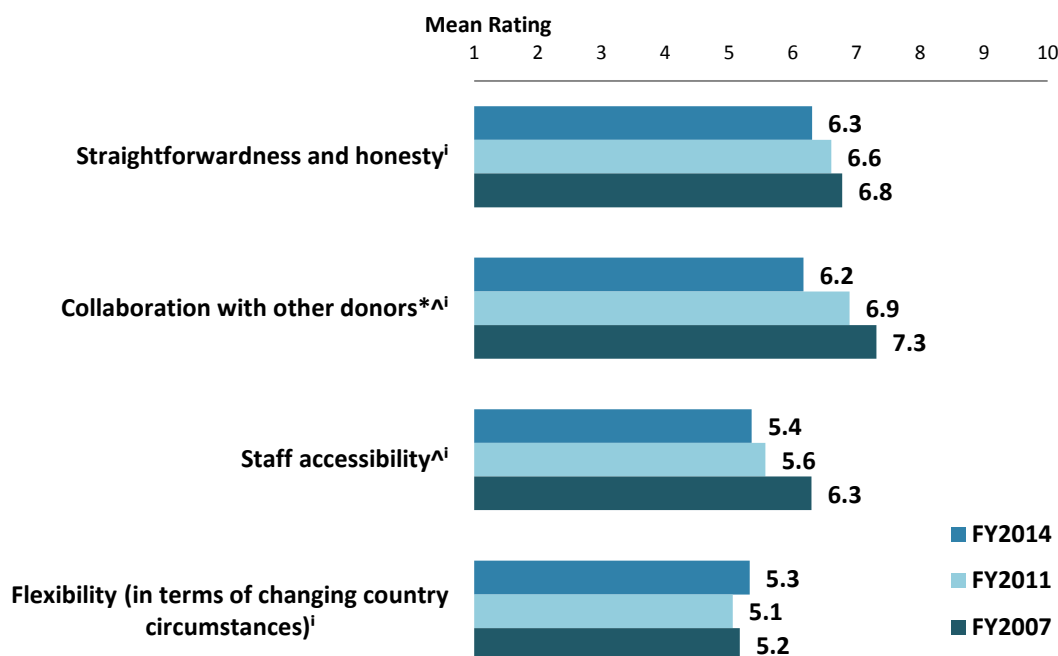 Mean Rating
1 2 3 4 5 6 7 8 9 10
Straightforwardness and honestyⁱ
6.3
6.6
6.8
Collaboration with other donors*^ⁱ
6.2
6.9
7.3
Staff accessibility^ⁱ
5.4
5.6
6.3
Flexibility (in terms of changing country
circumstances)ⁱ
5.3
5.1
5.2
FY2014
FY2011
FY2007